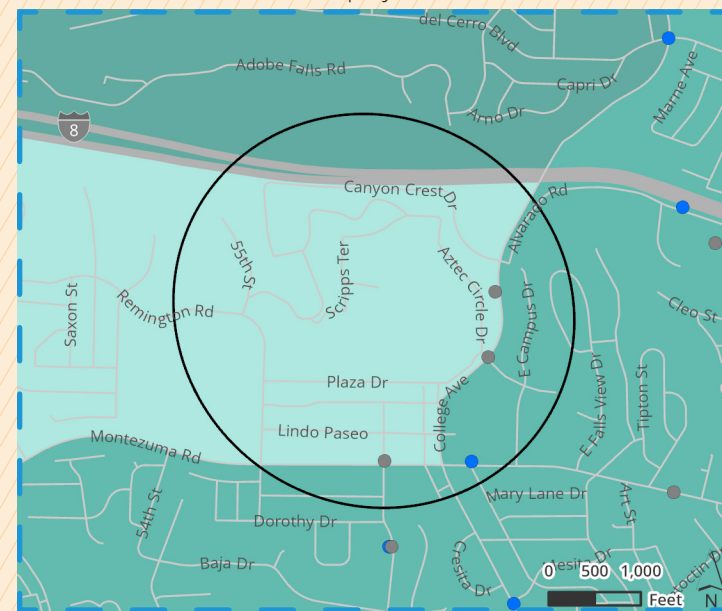 del Cerro Blvd
Adobe Falls Rd
Capri Dr
Marne Ave
Arno Dr
8
Canyon Crest Dr
Alvarado Rd
55th St
Scripps Ter
Aztec Circle Dr
Saxon St
Remington Rd
E Campus Dr
Cleo St
Plaza Dr
College Ave
E Falls View Dr
Tipton St
Lindo Paseo
Montezuma Rd
54th St
Mary Lane Dr
Art St
Dorothy Dr
Baja Dr
Cresita Dr
Mesita Dr
0 500 1,000
Feet
N